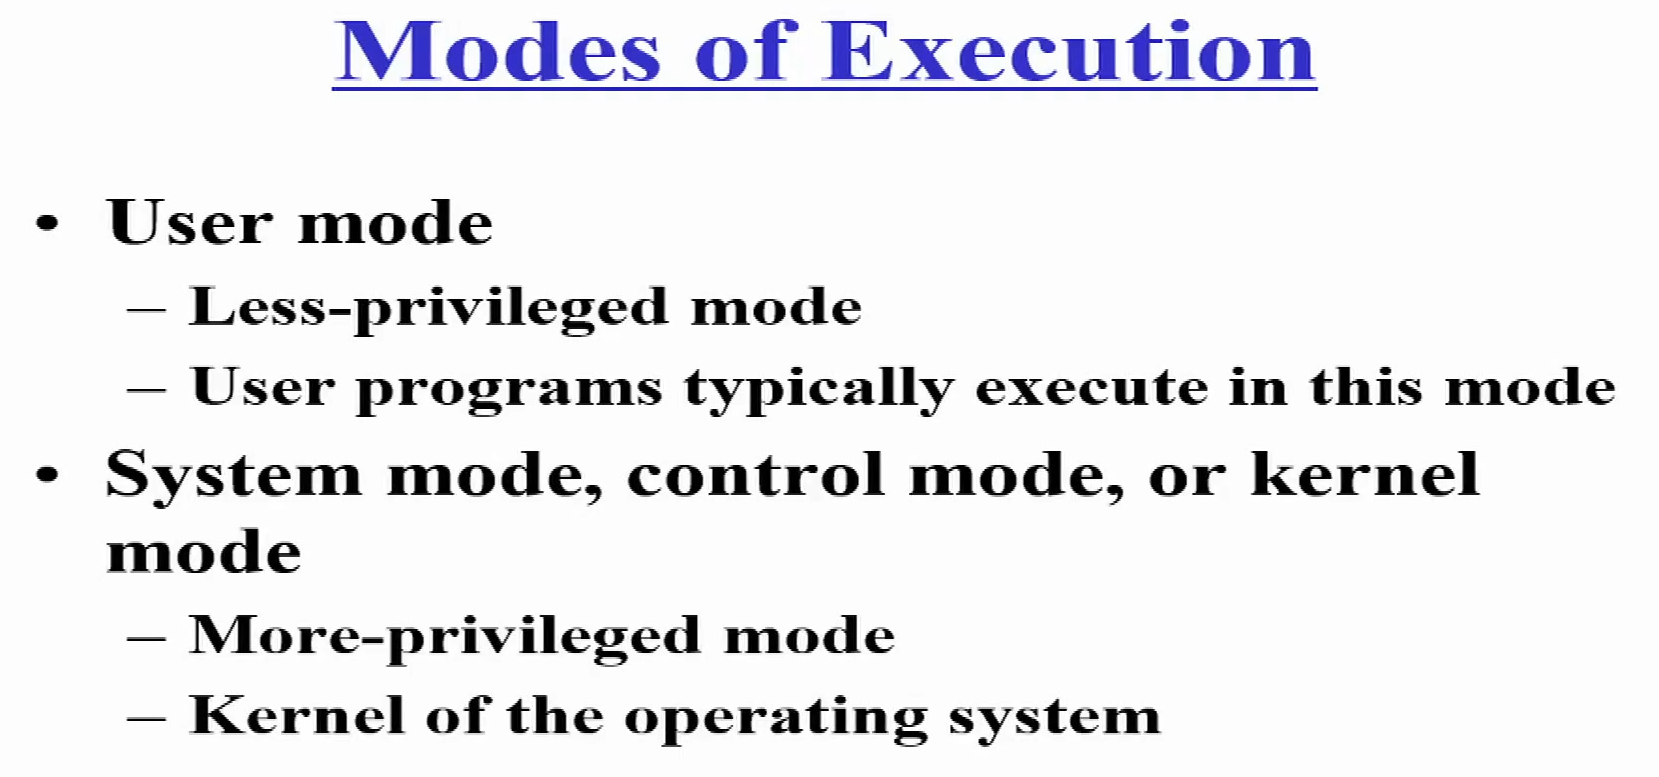 Modes of Execution
• User mode
– Less-privileged mode
– User programs typically execute in this mode
• System mode, control mode, or kernel
mode
– More-privileged mode
– Kernel of the operating system